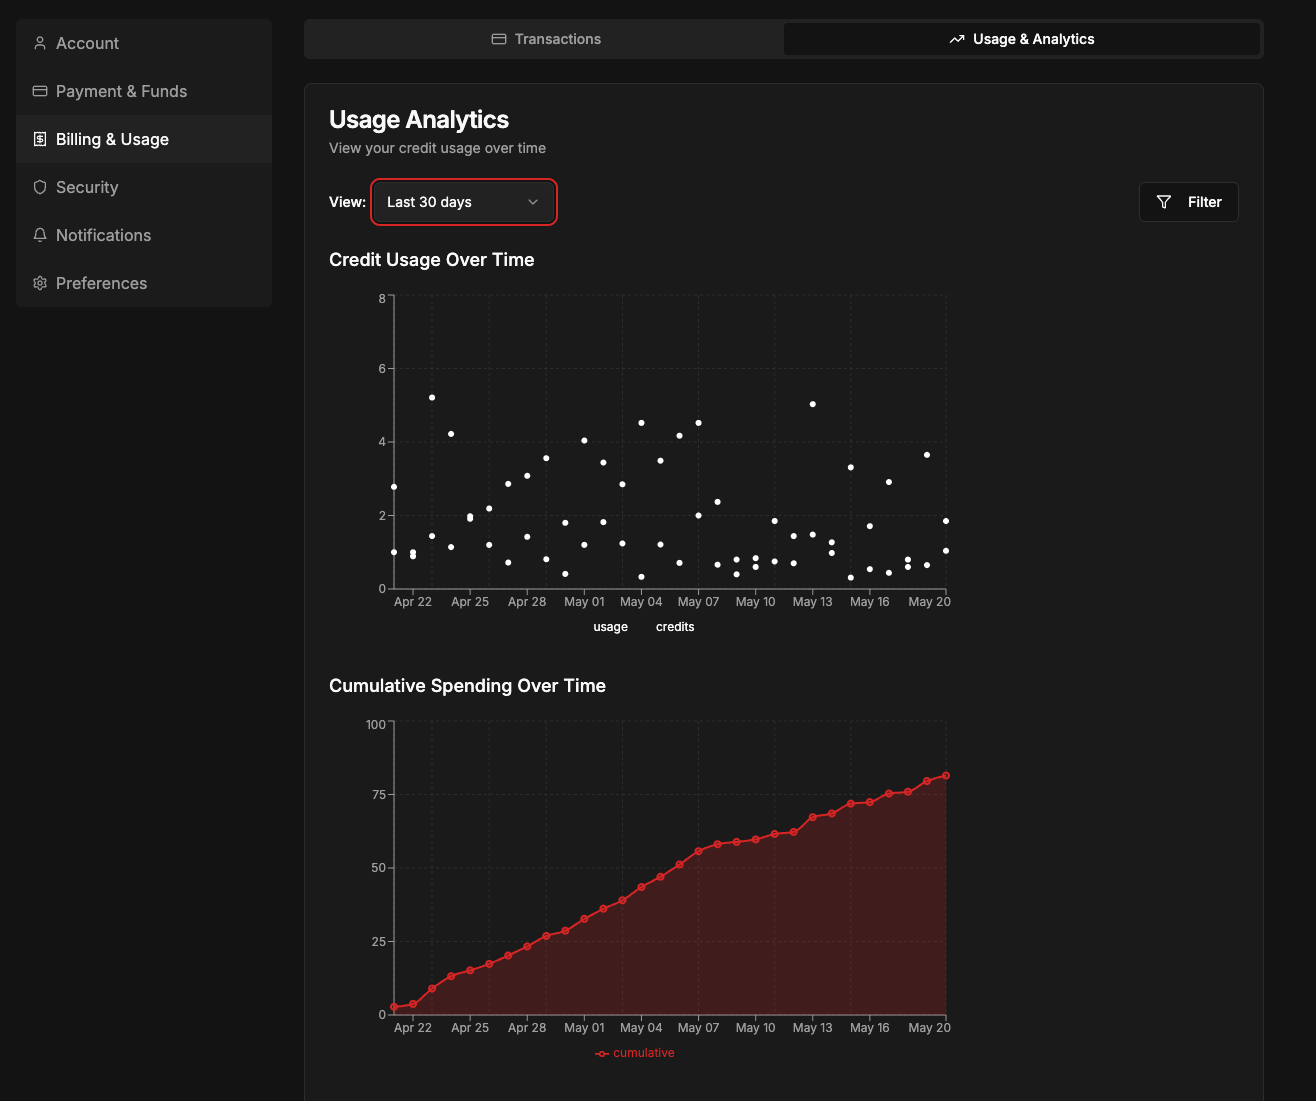 Account
Payment & Funds
Billing & Usage
Security
Notifications
Preferences
Transactions
Usage & Analytics
Usage Analytics
View your credit usage over time
View: Last 30 days
Filter
Credit Usage Over Time
8
6
4
2
0
Apr 22 Apr 25 Apr 28 May 01 May 04 May 07 May 10 May 13 May 16 May 20
usage credits
Cumulative Spending Over Time
100
75
50
25
0
Apr 22 Apr 25 Apr 28 May 01 May 04 May 07 May 10 May 13 May 16 May 20
cumulative